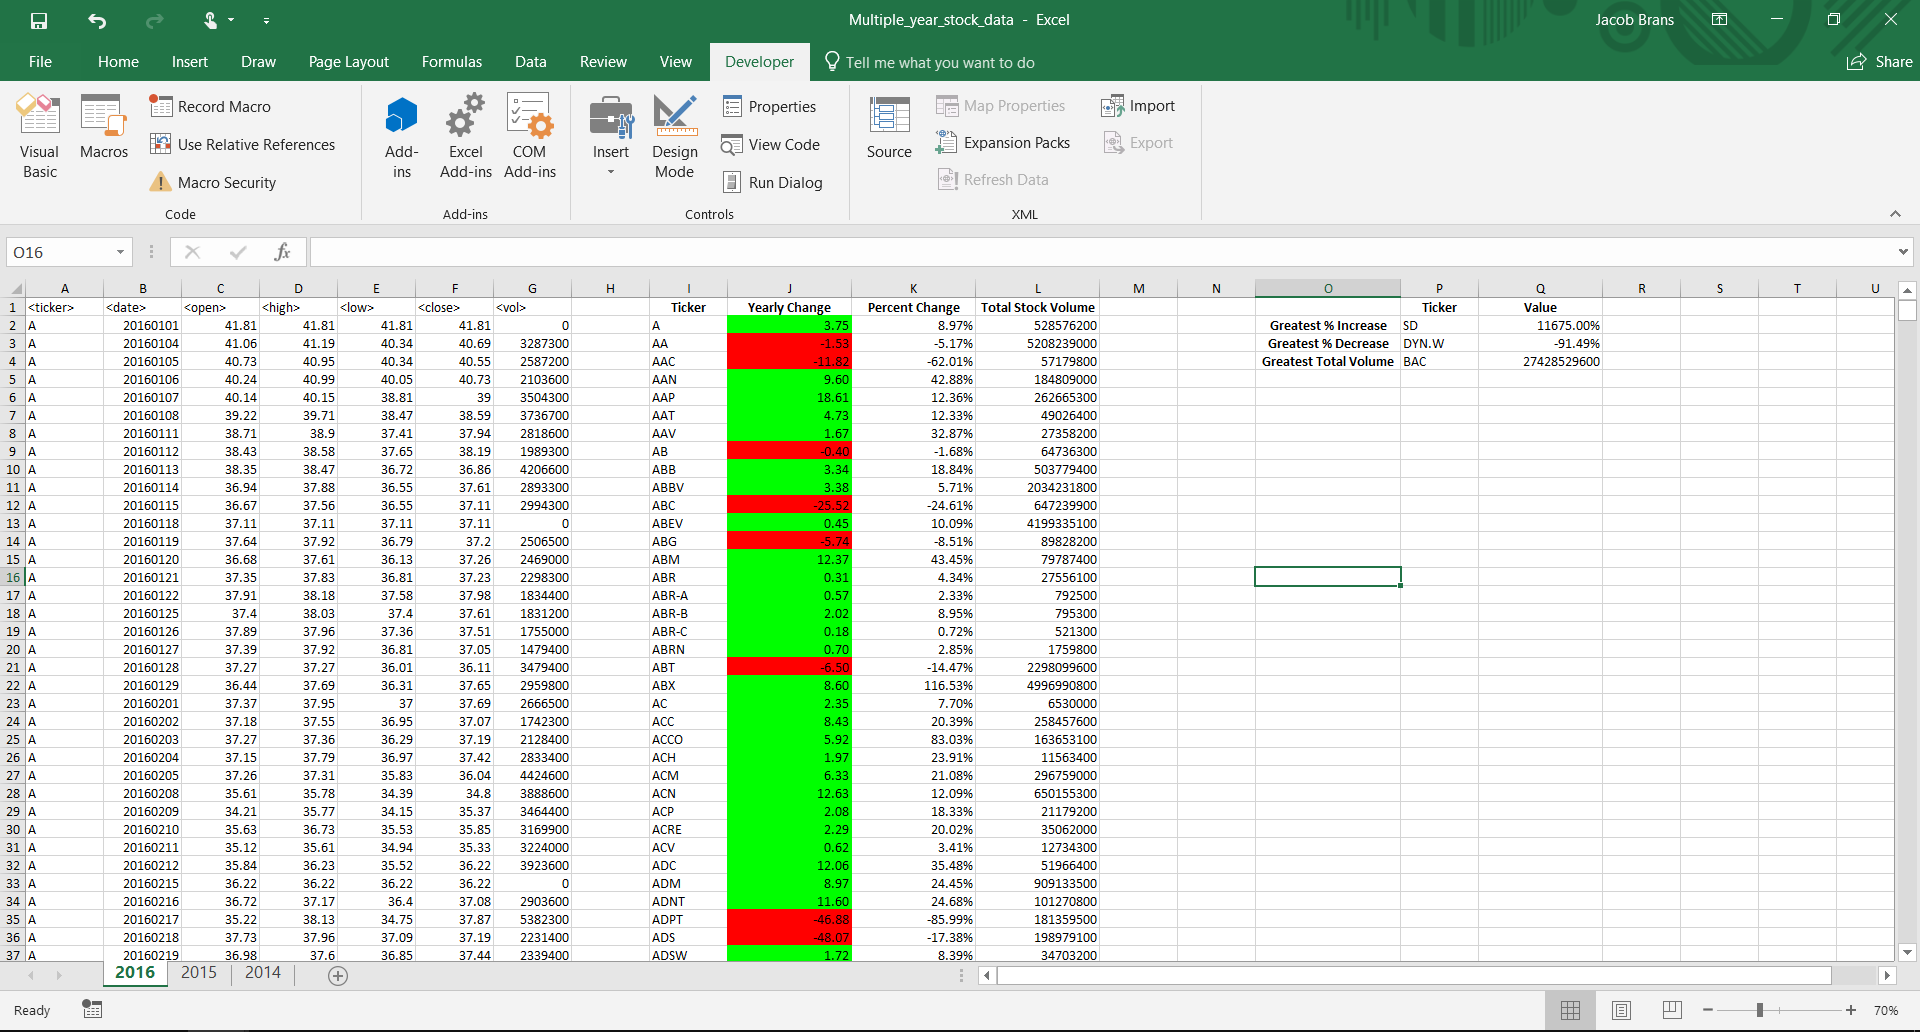 Multiple_year_stock_data - Excel
Jacob Brans
File Home Insert Draw Page Layout Formulas Data Review View Developer Tell me what you want to do Share
Visual Basic
Macros
Record Macro
Use Relative References
Macro Security
Code
Add-ins
Excel Add-ins
COM Add-ins
Add-ins
Insert
Design Mode
Properties
View Code
Run Dialog
Controls
Source
Map Properties
Expansion Packs
Refresh Data
Import
Export
XML
O16 fx
A B C D E F G H I J K L M N O P Q R S T U
1 <ticker> <date> <open> <high> <low> <close> <vol> Ticker Yearly Change Percent Change Total Stock Volume Ticker Value
2 A 20160101 41.81 41.81 41.81 41.81 0 A 3.75 8.97% 528576200 Greatest % Increase SD 11675.00%
3 A 20160104 41.06 41.19 40.34 40.69 3287300 AA -1.53 -5.17% 5208239000 Greatest % Decrease DYN.W -91.49%
4 A 20160105 40.73 40.95 40.34 40.55 2587200 AAC -11.82 -62.01% 57179800 Greatest Total Volume BAC 27428529600
5 A 20160106 40.24 40.99 40.05 40.73 2103600 AAN 9.60 42.88% 184809000
6 A 20160107 40.14 40.15 38.81 39 3504300 AAP 18.61 12.36% 262665300
7 A 20160108 39.22 39.71 38.47 38.59 3736700 AAT 4.73 12.33% 49026400
8 A 20160111 38.71 38.9 37.41 37.94 2818600 AAV 1.67 32.87% 27358200
9 A 20160112 38.43 38.58 37.65 38.19 1989300 AB -0.40 -1.68% 64736300
10 A 20160113 38.35 38.47 36.72 36.86 4206600 ABB 3.34 18.84% 503779400
11 A 20160114 36.94 37.88 36.55 37.61 2893300 ABBV 3.38 5.71% 2034231800
12 A 20160115 36.67 37.56 36.55 37.11 2994300 ABC -25.52 -24.61% 647239900
13 A 20160118 37.11 37.11 37.11 37.11 0 ABEV 0.45 10.09% 4199335100
14 A 20160119 37.64 37.92 36.79 37.2 2506500 ABG -5.74 -8.51% 89828200
15 A 20160120 36.68 37.61 36.13 37.26 2469000 ABM 12.37 43.45% 79787400
16 A 20160121 37.35 37.83 36.81 37.23 2298300 ABR 0.31 4.34% 27556100
17 A 20160122 37.91 38.18 37.58 37.98 1834400 ABR-A 0.57 2.33% 792500
18 A 20160125 37.4 38.03 37.4 37.61 1831200 ABR-B 2.02 8.95% 795300
19 A 20160126 37.89 37.96 37.36 37.51 1755000 ABR-C 0.18 0.72% 521300
20 A 20160127 37.39 37.92 36.81 37.05 1479400 ABRN 0.70 2.85% 1759800
21 A 20160128 37.27 37.27 36.01 36.11 3479400 ABT -6.50 -14.47% 2298099600
22 A 20160129 36.44 37.69 36.31 37.65 2959800 ABX 8.60 116.53% 4996990800
23 A 20160201 37.37 37.95 37 37.69 2666500 AC 2.35 7.70% 6530000
24 A 20160202 37.18 37.55 36.95 37.07 1742300 ACC 8.43 20.39% 258457600
25 A 20160203 37.27 37.36 36.29 37.19 2128400 ACCO 5.92 83.03% 163653100
26 A 20160204 37.15 37.79 36.97 37.42 2833400 ACH 1.97 23.91% 11563400
27 A 20160205 37.26 37.31 35.83 36.04 4424600 ACM 6.33 21.08% 296759000
28 A 20160208 35.61 35.78 34.39 34.8 3888600 ACN 12.63 12.09% 650155300
29 A 20160209 34.21 35.77 34.15 35.37 3464400 ACP 2.08 18.33% 21179200
30 A 20160210 35.63 36.73 35.53 35.85 3169900 ACRE 2.29 20.02% 35062000
31 A 20160211 35.12 35.61 34.94 35.33 3224000 ACV 0.62 3.41% 12734300
32 A 20160212 35.84 36.23 35.52 36.22 3923600 ADC 12.06 35.48% 51966400
33 A 20160215 36.22 36.22 36.22 36.22 0 ADM 8.97 24.45% 909133500
34 A 20160216 36.72 37.17 36.4 37.08 2903600 ADNT 11.60 24.68% 101270800
35 A 20160217 35.22 38.13 34.75 37.87 5382300 ADPT -46.88 -85.99% 181359500
36 A 20160218 37.73 37.96 37.09 37.19 2231400 ADS -48.07 -17.38% 198979100
37 A 20160219 36.98 37.6 36.85 37.44 2339400 ADSW 1.72 8.39% 34703200
2016 2015 2014
Ready 70%